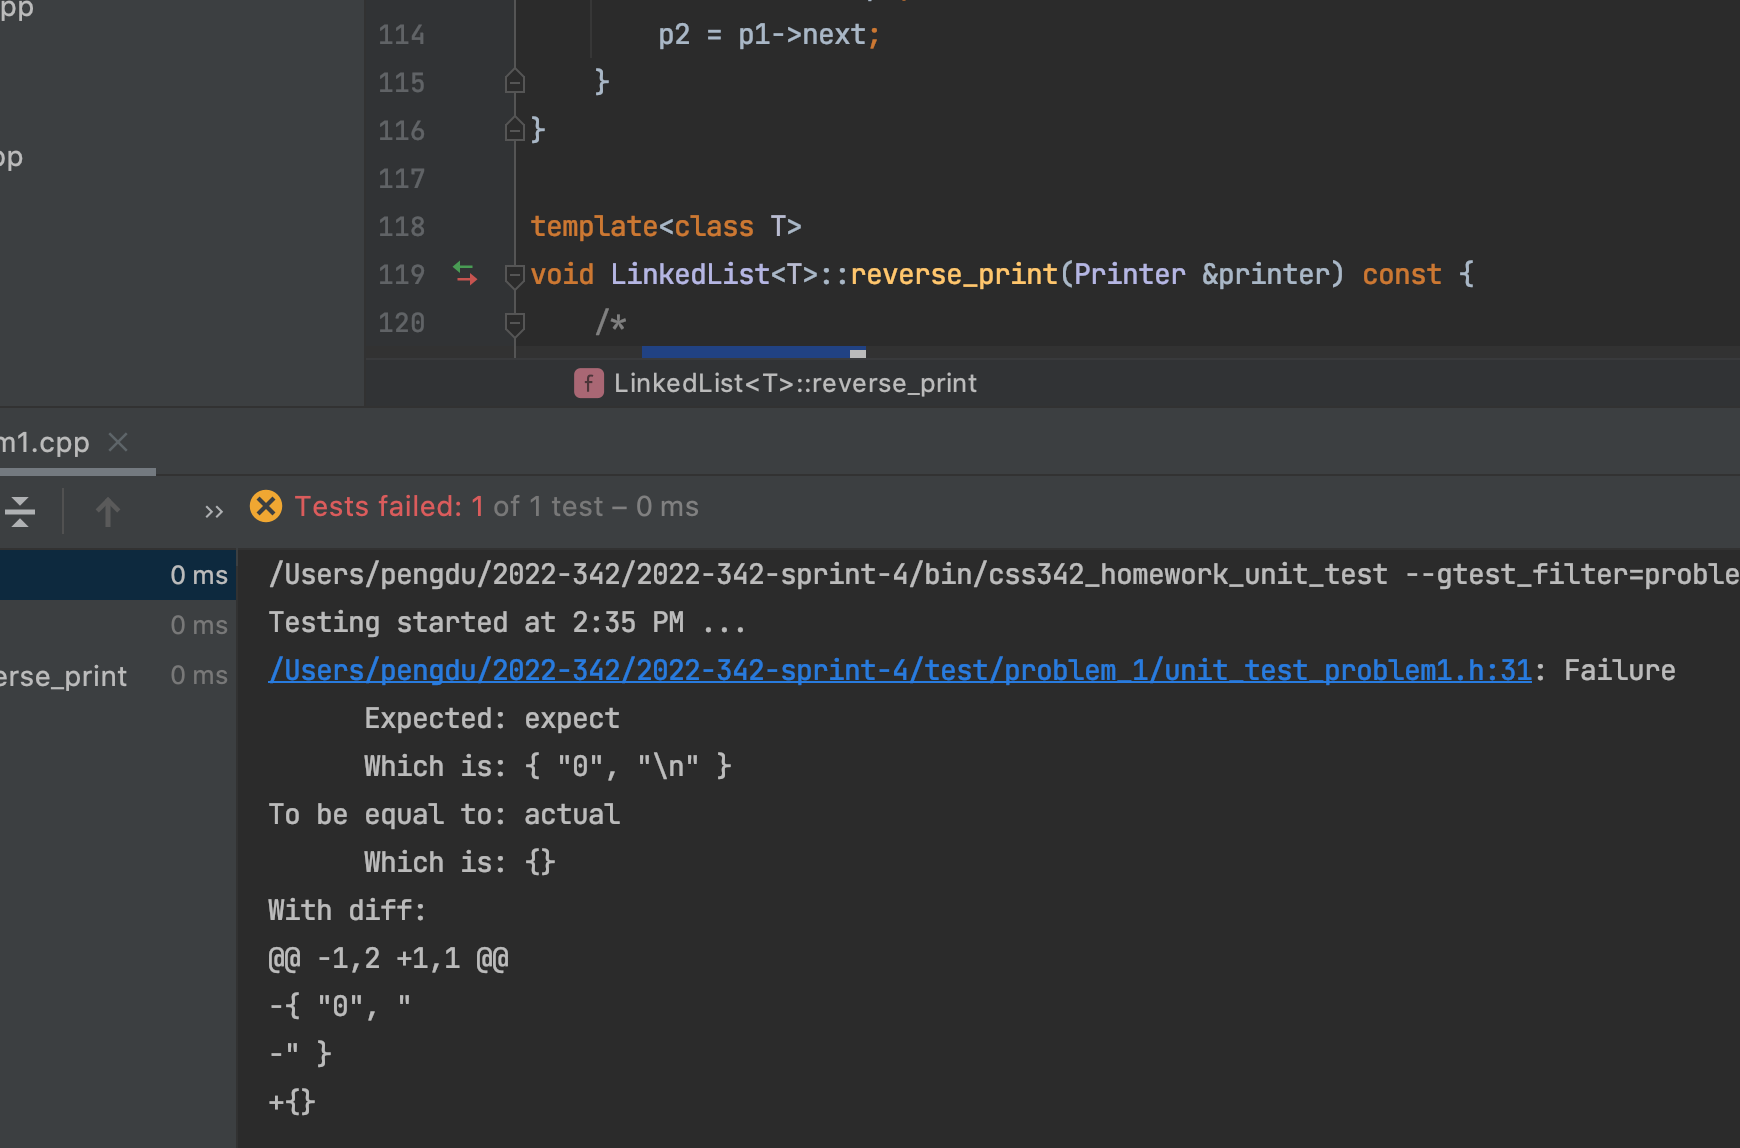 pp
pp
114 p2 = p1->next;
115 }
116 }
117
118 template<class T>
119 void LinkedList<T>::reverse_print(Printer &printer) const {
120 /*
f LinkedList<T>::reverse_print
m1.cpp
Tests failed: 1 of 1 test – 0 ms
0 ms
0 ms
erse_print 0 ms
/Users/pengdu/2022-342/2022-342-sprint-4/bin/css342_homework_unit_test --gtest_filter=proble
Testing started at 2:35 PM ...
/Users/pengdu/2022-342/2022-342-sprint-4/test/problem_1/unit_test_problem1.h:31: Failure
Expected: expect
Which is: { "0", "\n" }
To be equal to: actual
Which is: {}
With diff:
@@ -1,2 +1,1 @@
-{ "0", "
-" }
+{}